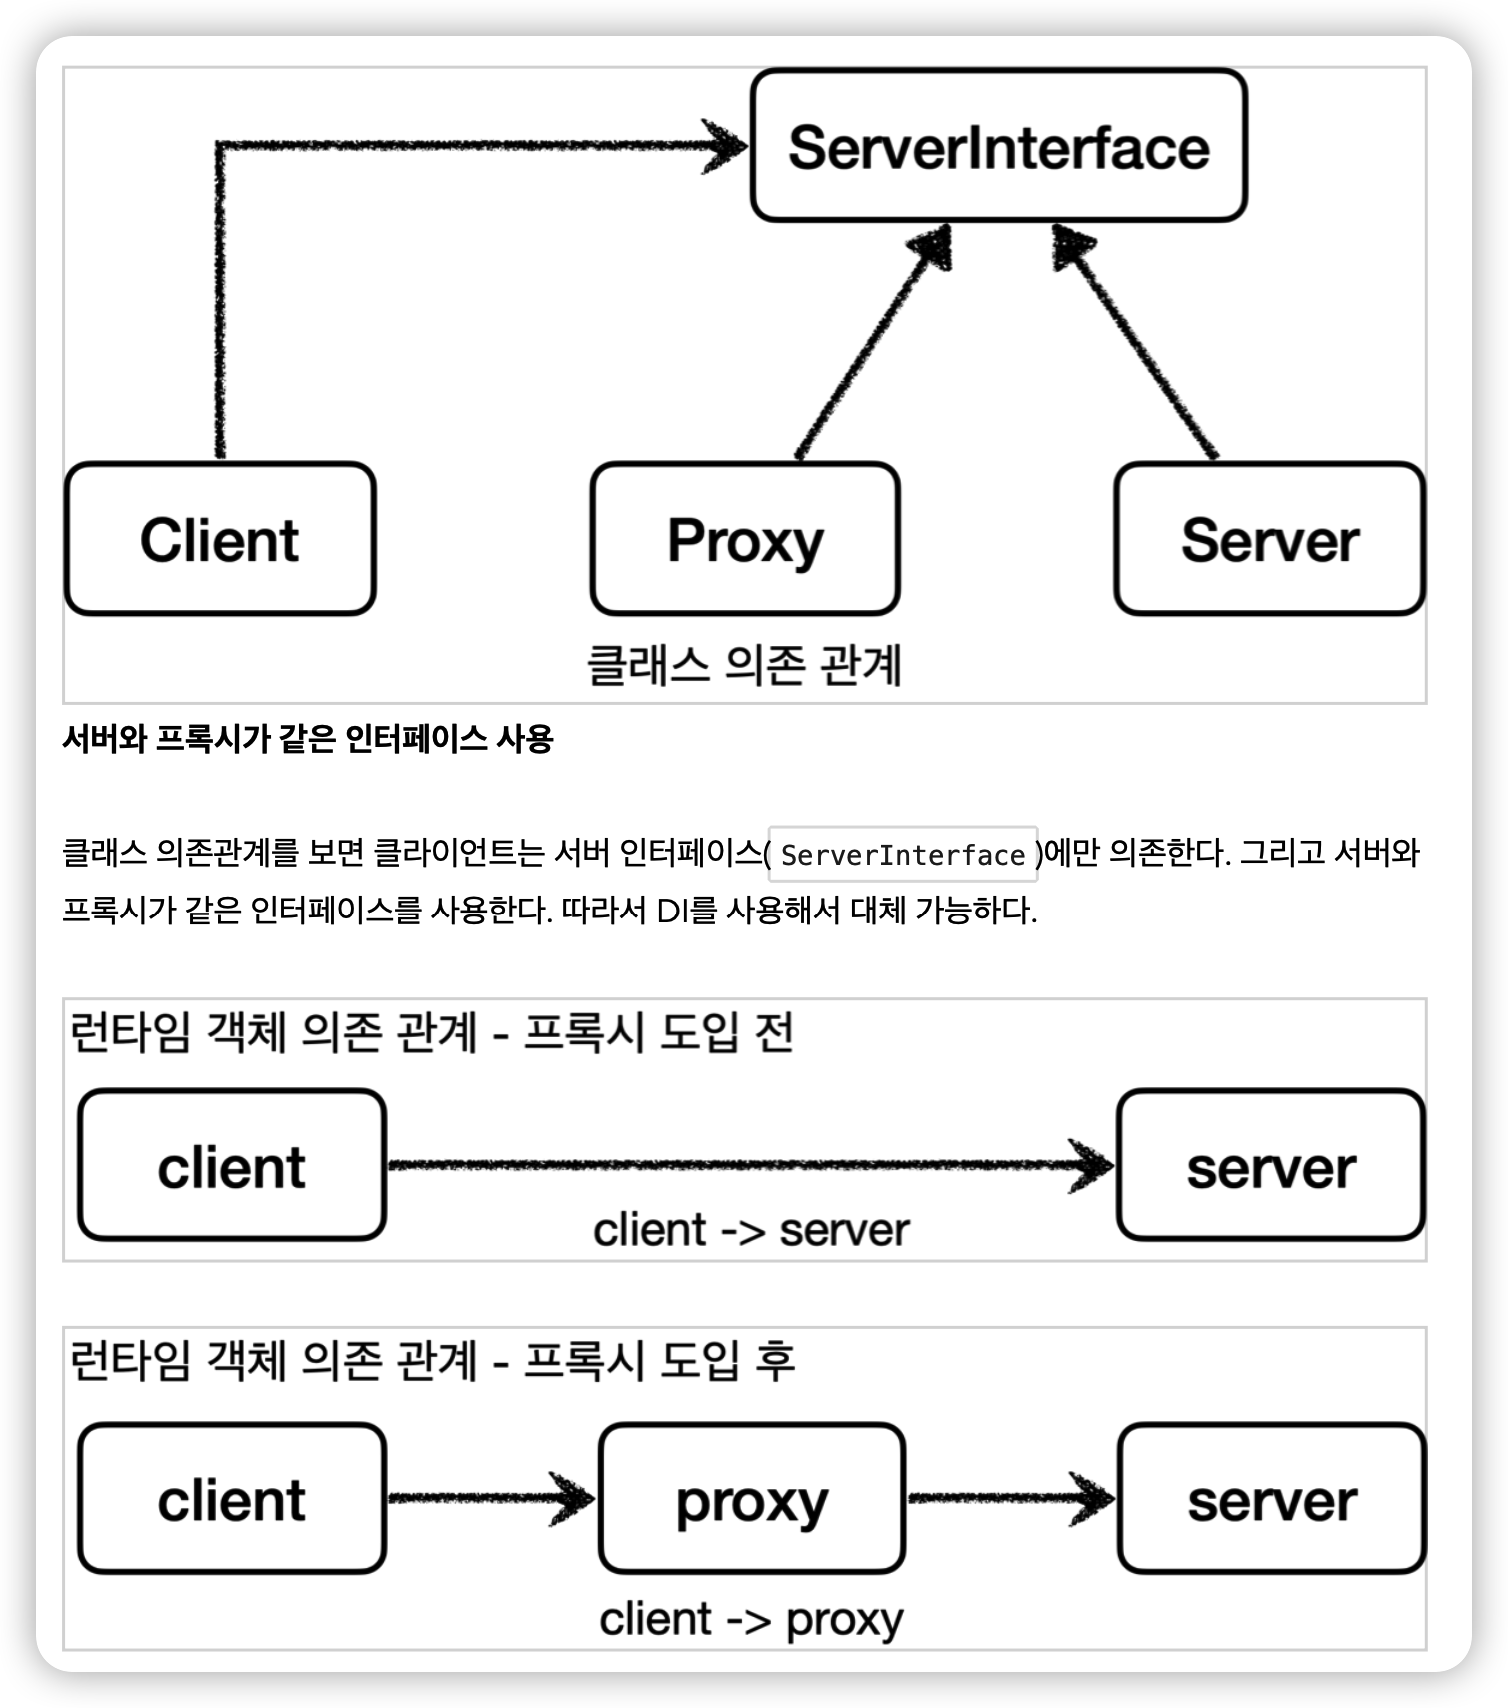 ServerInterface
Client
Proxy
Server
클래스 의존 관계
서버와 프록시가 같은 인터페이스 사용
클래스 의존관계를 보면 클라이언트는 서버 인터페이스( ServerInterface )에만 의존한다. 그리고 서버와
프록시가 같은 인터페이스를 사용한다. 따라서 DI를 사용해서 대체 가능하다.
런타임 객체 의존 관계 - 프록시 도입 전
client
server
client -> server
런타임 객체 의존 관계 - 프록시 도입 후
client
proxy
server
client -> proxy